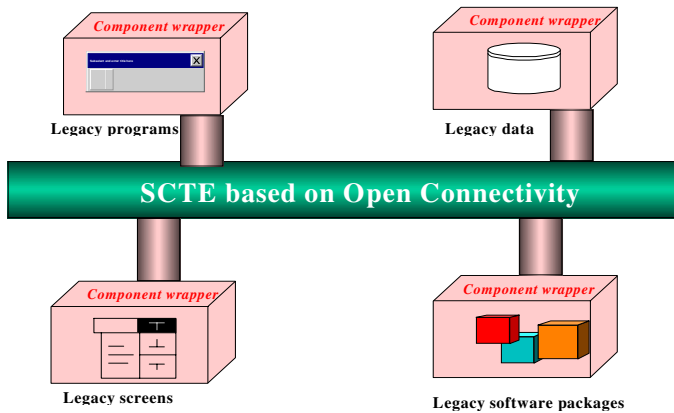 Component wrapper
Component wrapper
Legacy programs
Legacy data
SCTE based on Open Connectivity
Component wrapper
Component wrapper
Legacy screens
Legacy software packages